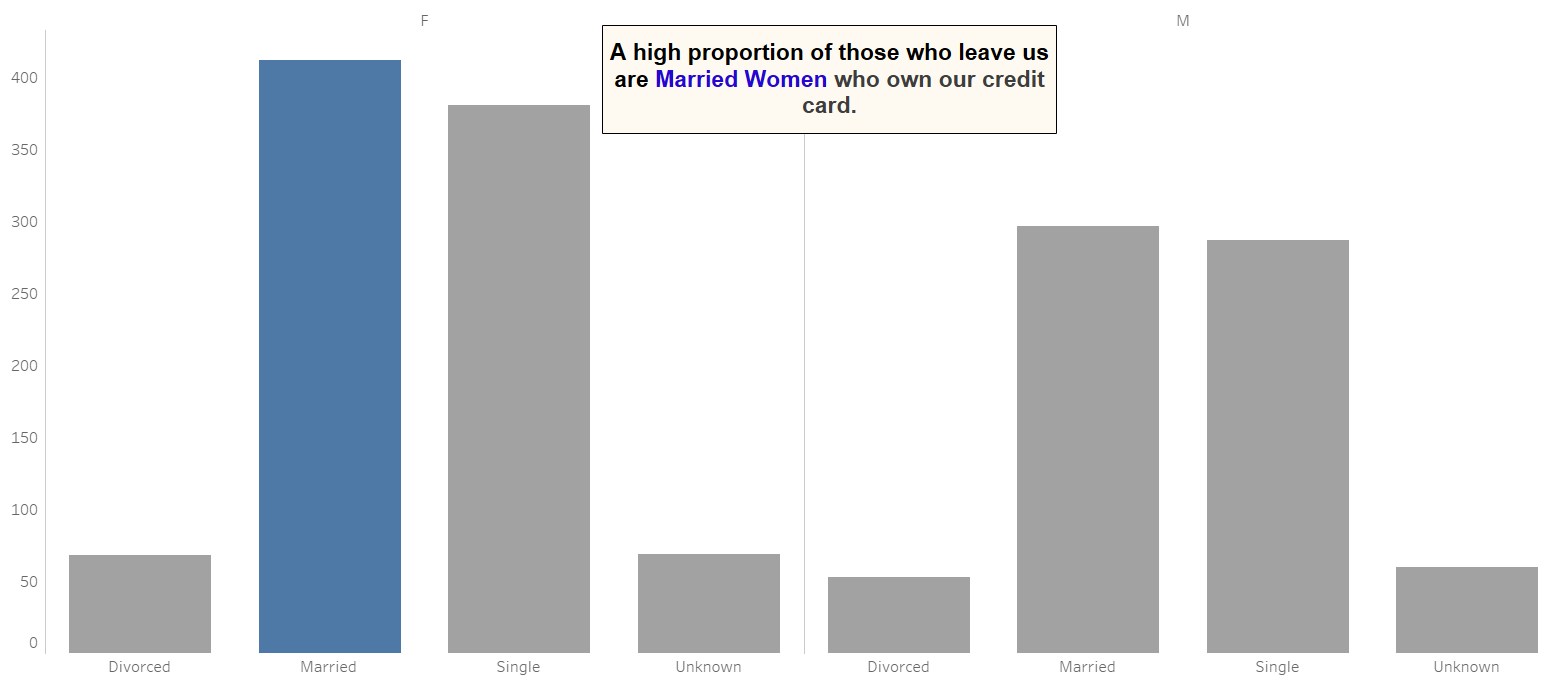 F
M
A high proportion of those who leave us
are Married Women who own our credit
card.
400
350
300
250
200
150
100
50
0
Divorced
Married
Single
Unknown
Divorced
Married
Single
Unknown